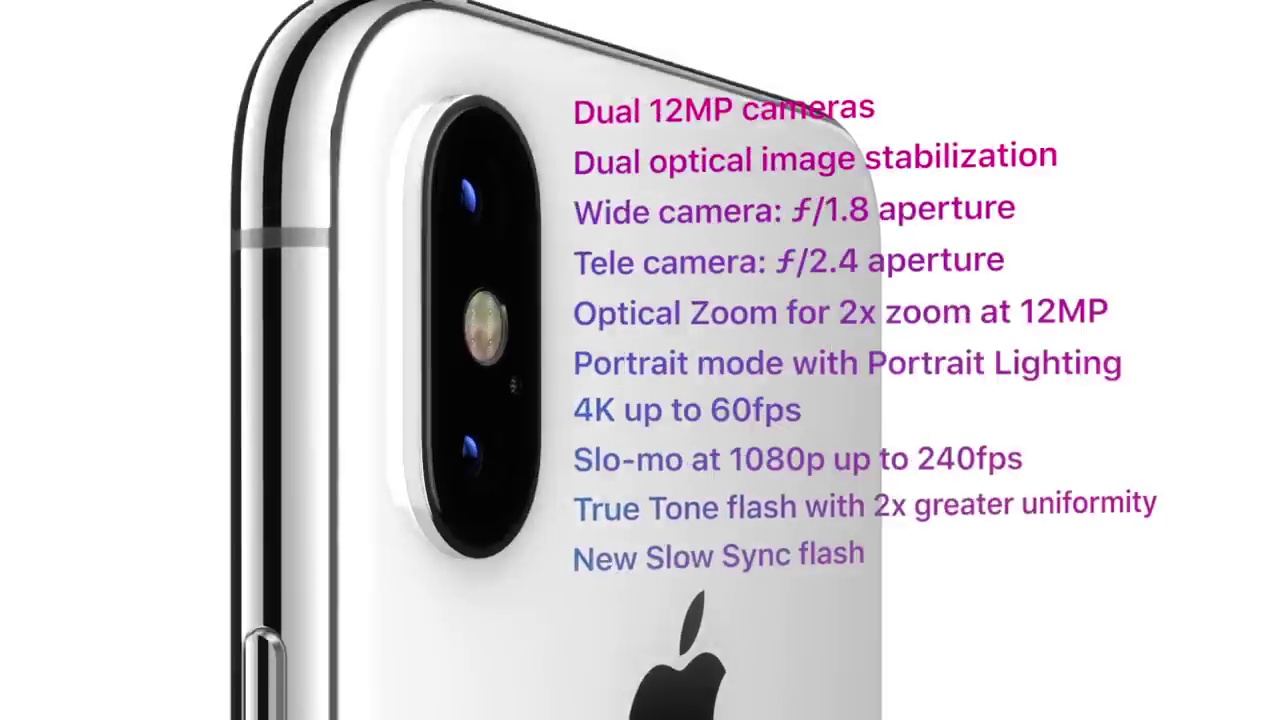 Dual 12MP cameras
Dual optical image stabilization
Wide camera: ƒ/1.8 aperture
Tele camera: ƒ/2.4 aperture
Optical Zoom for 2x zoom at 12MP
Portrait mode with Portrait Lighting
4K up to 60fps
Slo-mo at 1080p up to 240fps
True Tone flash with 2x greater uniformity
New Slow Sync flash